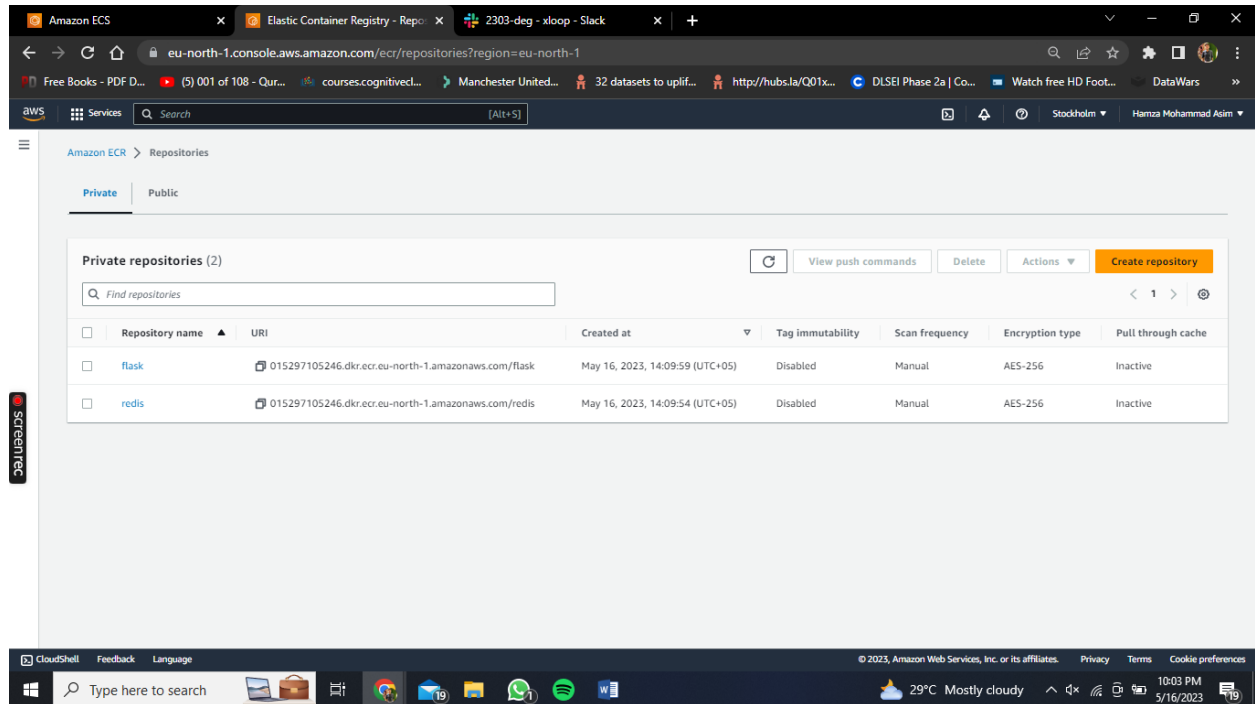 Amazon ECS
Elastic Container Registry - Repo:
2303-deg - xloop - Slack
eu-north-1.console.aws.amazon.com/ecr/repositories?region=eu-north-1
Free Books - PDF D...
(5) 001 of 108 - Qur...
courses.cognitivecl...
Manchester United...
32 datasets to uplif...
http://hubs.la/Q01x...
DLSEI Phase 2a | Co...
Watch free HD Foot...
DataWars
»
aws
Services
Search
[Alt+S]
Stockholm ▼
Hamza Mohammad Asim ▼
Amazon ECR > Repositories
Private
Public
Private repositories (2)
View push commands
Delete
Actions ▼
Create repository
Find repositories
< 1 >
Repository name ▲
URI
Created at
Tag immutability
Scan frequency
Encryption type
Pull through cache
flask
015297105246.dkr.ecr.eu-north-1.amazonaws.com/flask
May 16, 2023, 14:09:59 (UTC+05)
Disabled
Manual
AES-256
Inactive
redis
015297105246.dkr.ecr.eu-north-1.amazonaws.com/redis
May 16, 2023, 14:09:54 (UTC+05)
Disabled
Manual
AES-256
Inactive
screenrec
CloudShell
Feedback
Language
© 2023, Amazon Web Services, Inc. or its affiliates.
Privacy
Terms
Cookie preferences
Type here to search
19
1
29°C Mostly cloudy
10:03 PM
5/16/2023
19